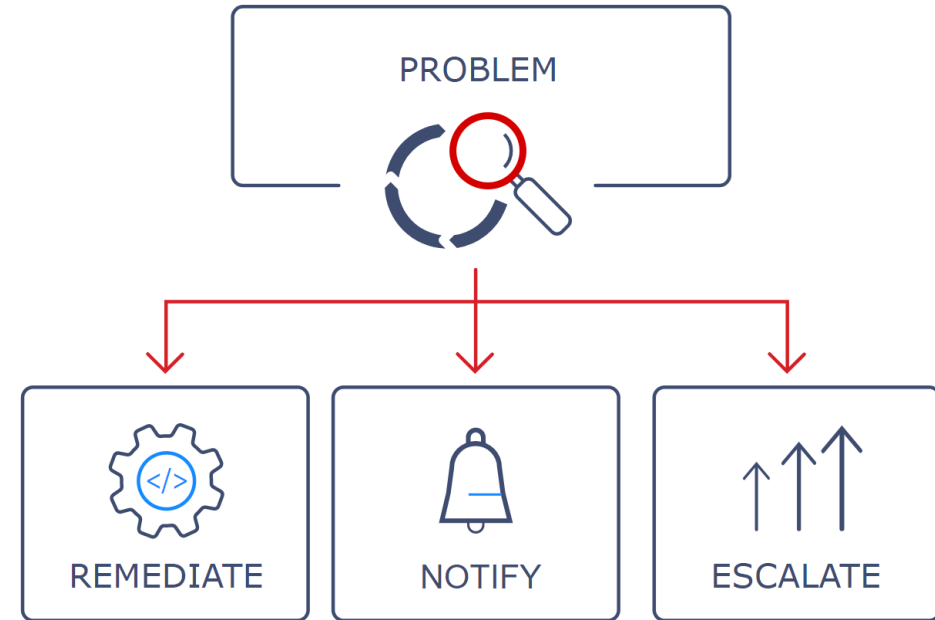 PROBLEM
</>
REMEDIATE
NOTIFY
ESCALATE